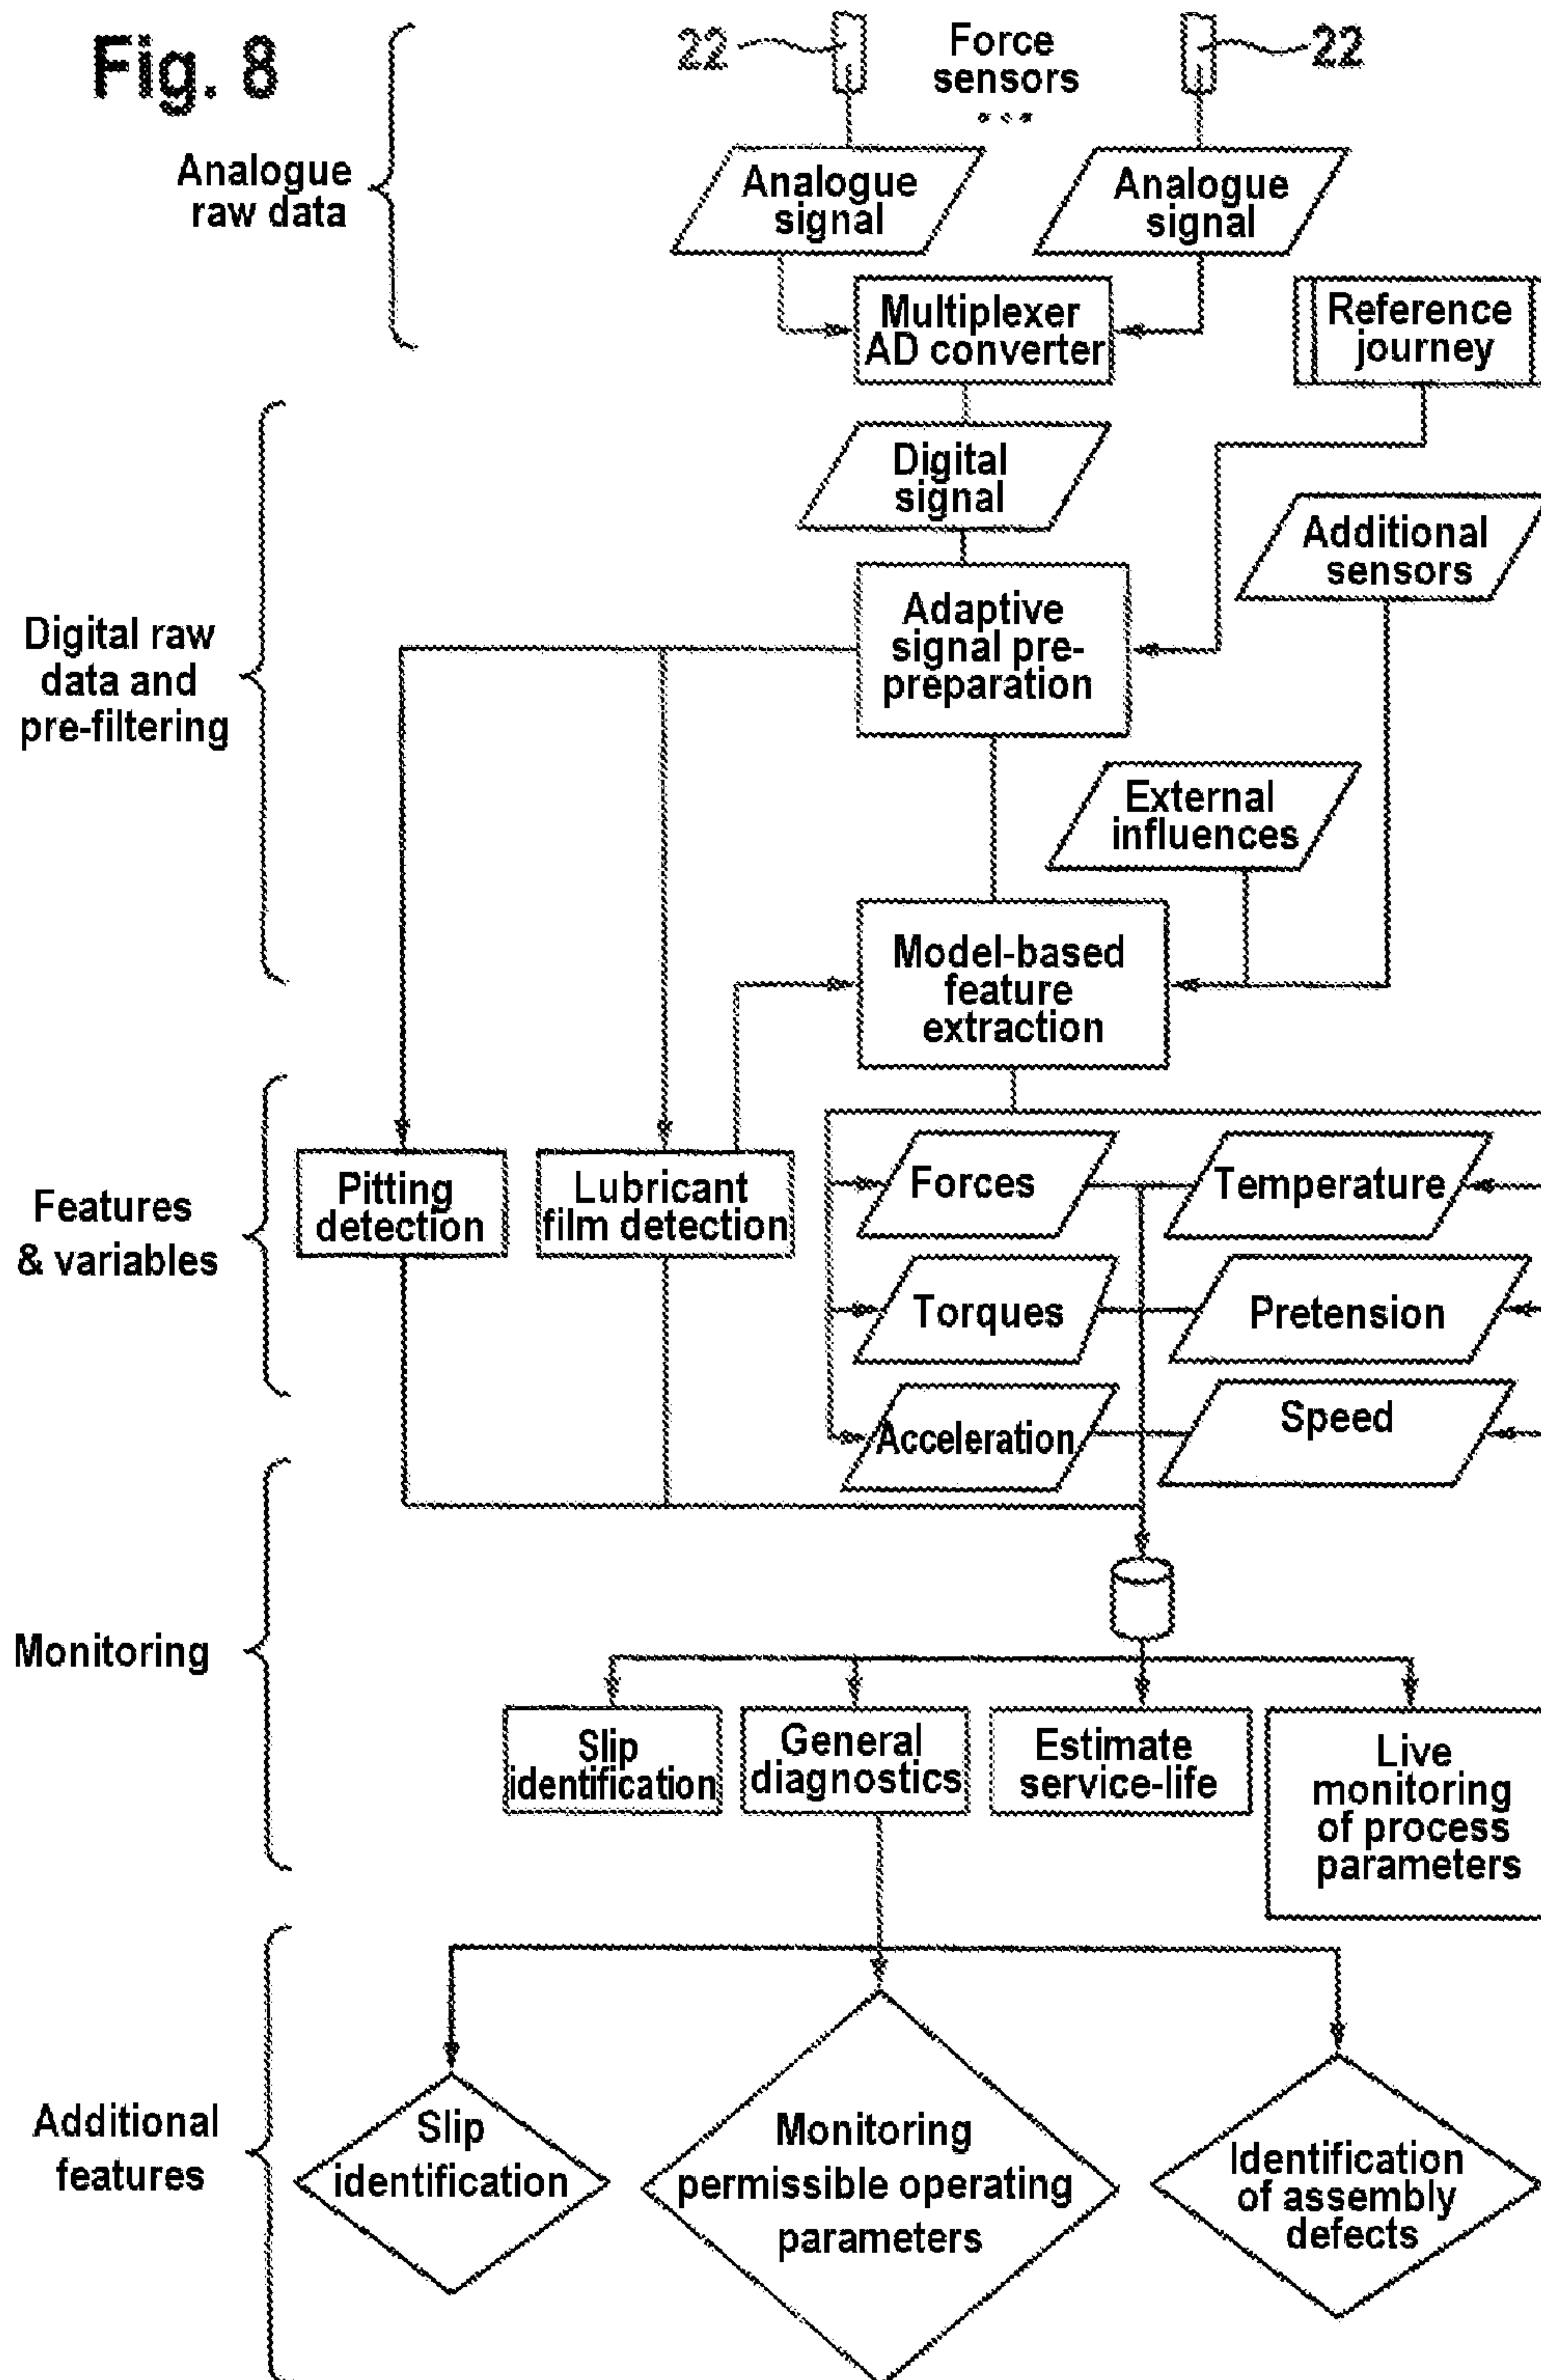 Fig. 8
22
Force
sensors
...
22
Analogue
raw data
Analogue
signal
Analogue
signal
Multiplexer
AD converter
Reference
journey
Digital
signal
Additional
sensors
Digital raw
data and
pre-filtering
Adaptive
signal pre-
preparation
External
influences
Model-based
feature
extraction
Features
& variables
Pitting
detection
Lubricant
film detection
Forces
Temperature
Torques
Pretension
Acceleration
Speed
Monitoring
Slip
identification
General
diagnostics
Estimate
service-life
Live
monitoring
of process
parameters
Additional
features
Slip
identification
Monitoring
permissible operating
parameters
Identification
of assembly
defects